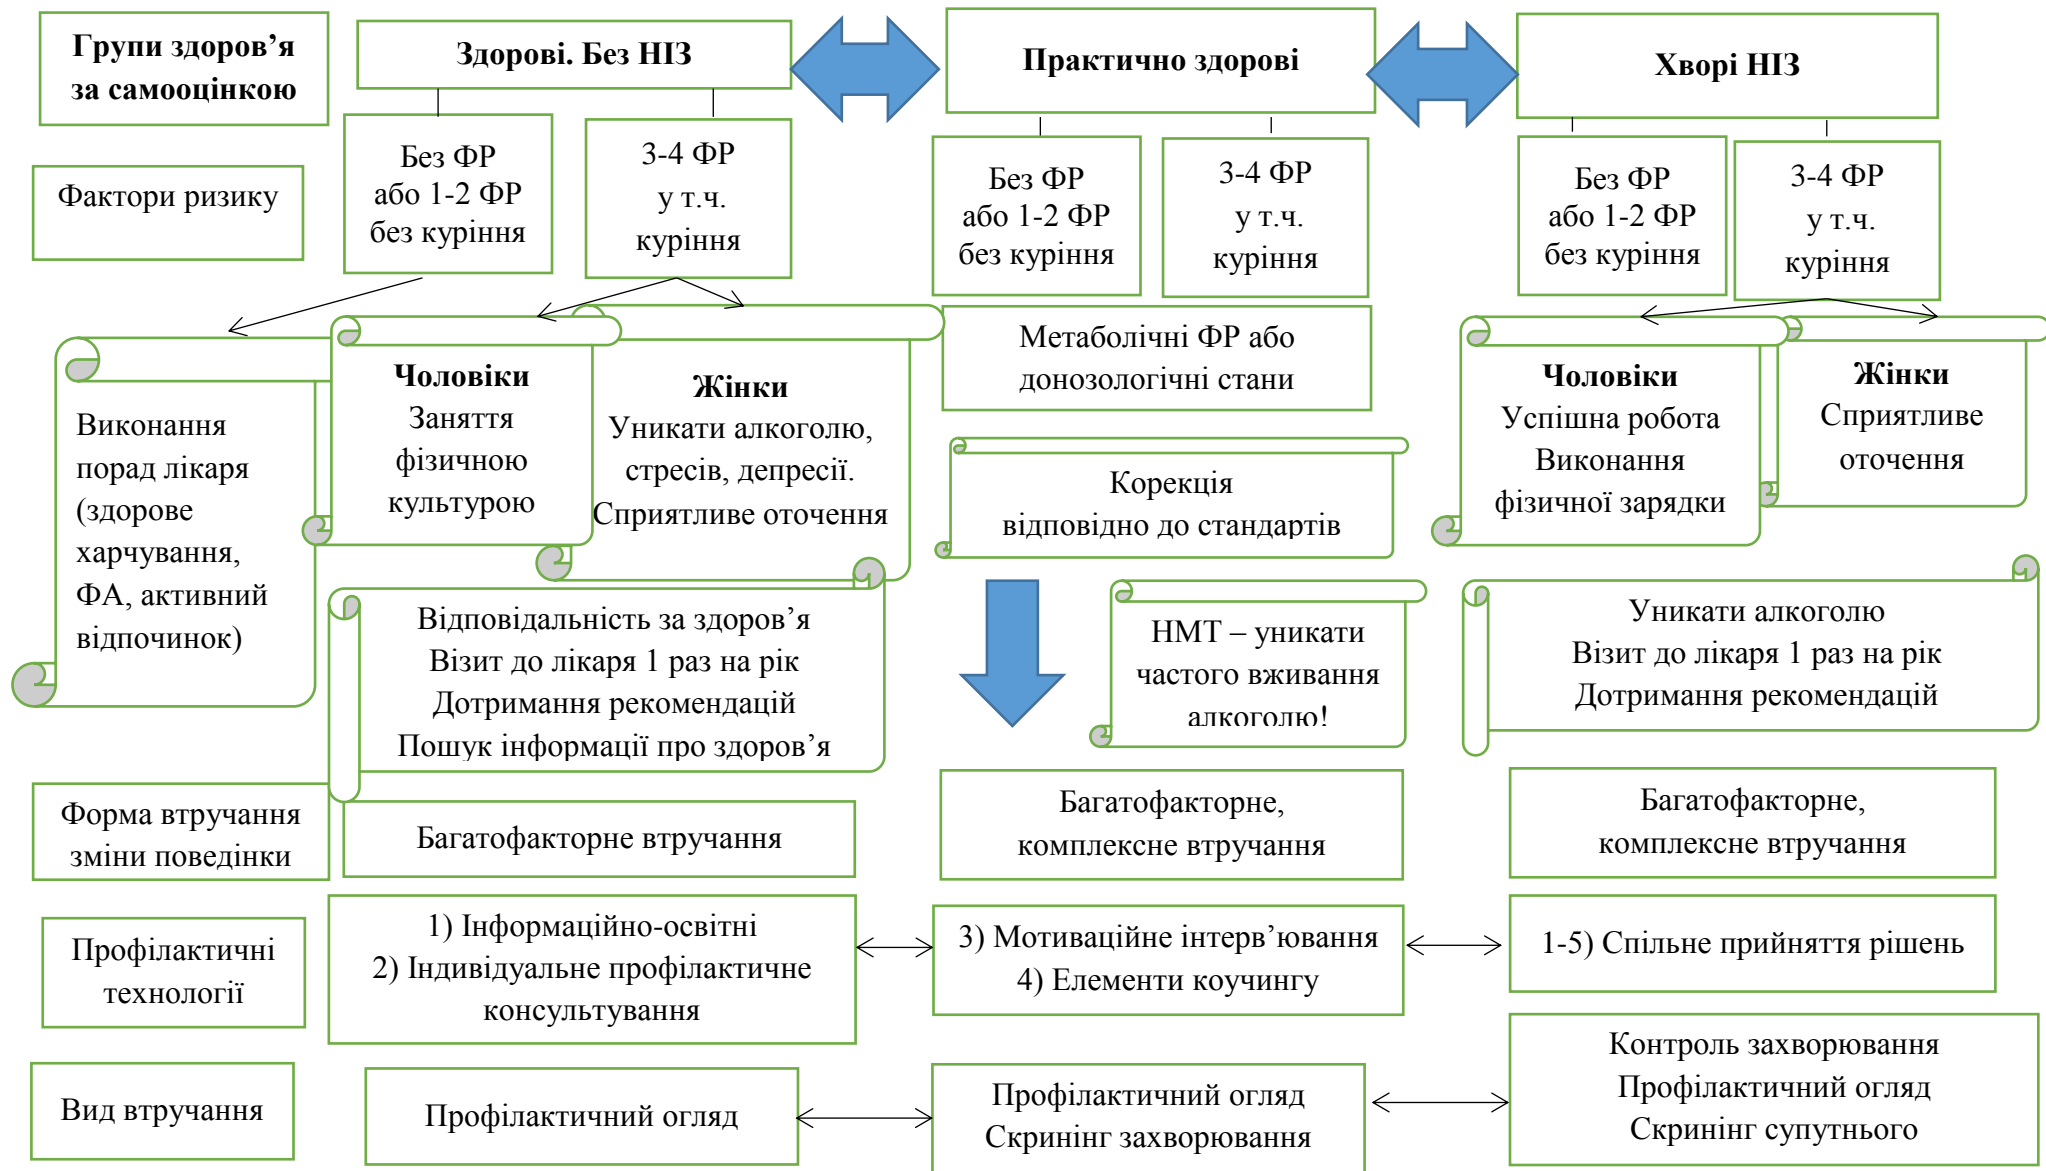 Групи здоров’я
за самооцінкою
Здорові. Без НІЗ
Практично здорові
Хворі НІЗ
Фактори ризику
Без ФР
або 1-2 ФР
без куріння
3-4 ФР
у т.ч.
куріння
Без ФР
або 1-2 ФР
без куріння
3-4 ФР
у т.ч.
куріння
Без ФР
або 1-2 ФР
без куріння
3-4 ФР
у т.ч.
куріння
Виконання
порад лікаря
(здорове
харчування,
ФА, активний
відпочинок)
Чоловіки
Заняття
фізичною
культурою
Жінки
Уникати алкоголю,
стресів, депресії.
Сприятливе оточення
Метаболічні ФР або
донозологічні стани
Корекція
відповідно до стандартів
Чоловіки
Успішна робота
Виконання
фізичної зарядки
Жінки
Сприятливе
оточення
Відповідальність за здоров’я
Візит до лікаря 1 раз на рік
Дотримання рекомендацій
Пошук інформації про здоров’я
НМТ – уникати
частого вживання
алкоголю!
Уникати алкоголю
Візит до лікаря 1 раз на рік
Дотримання рекомендацій
Форма втручання
зміни поведінки
Багатофакторне втручання
Багатофакторне,
комплексне втручання
Багатофакторне,
комплексне втручання
Профілактичні
технології
1) Інформаційно-освітні
2) Індивідуальне профілактичне
консультування
3) Мотиваційне інтерв’ювання
4) Елементи коучингу
1-5) Спільне прийняття рішень
Вид втручання
Профілактичний огляд
Профілактичний огляд
Скринінг захворювання
Контроль захворювання
Профілактичний огляд
Скринінг супутнього